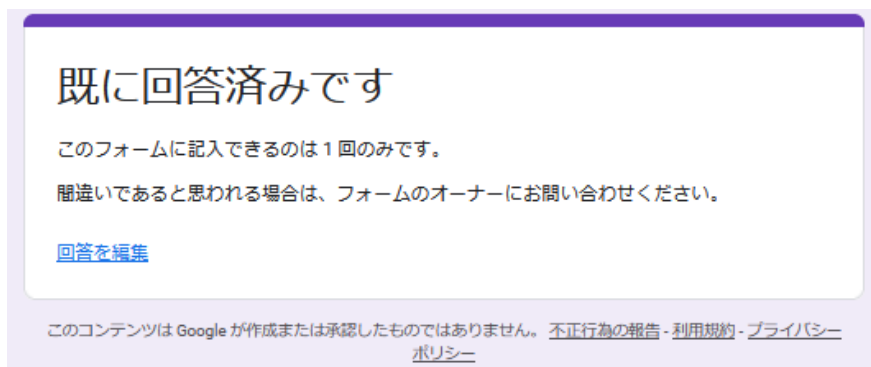 既に回答済みです
このフォームに記入できるのは 1 回のみです。
間違いであると思われる場合は、フォームのオーナーにお問い合わせください。
回答を編集
このコンテンツは Google が作成または承認したものではありません。 不正行為の報告 - 利用規約 - プライバシー
ポリシー